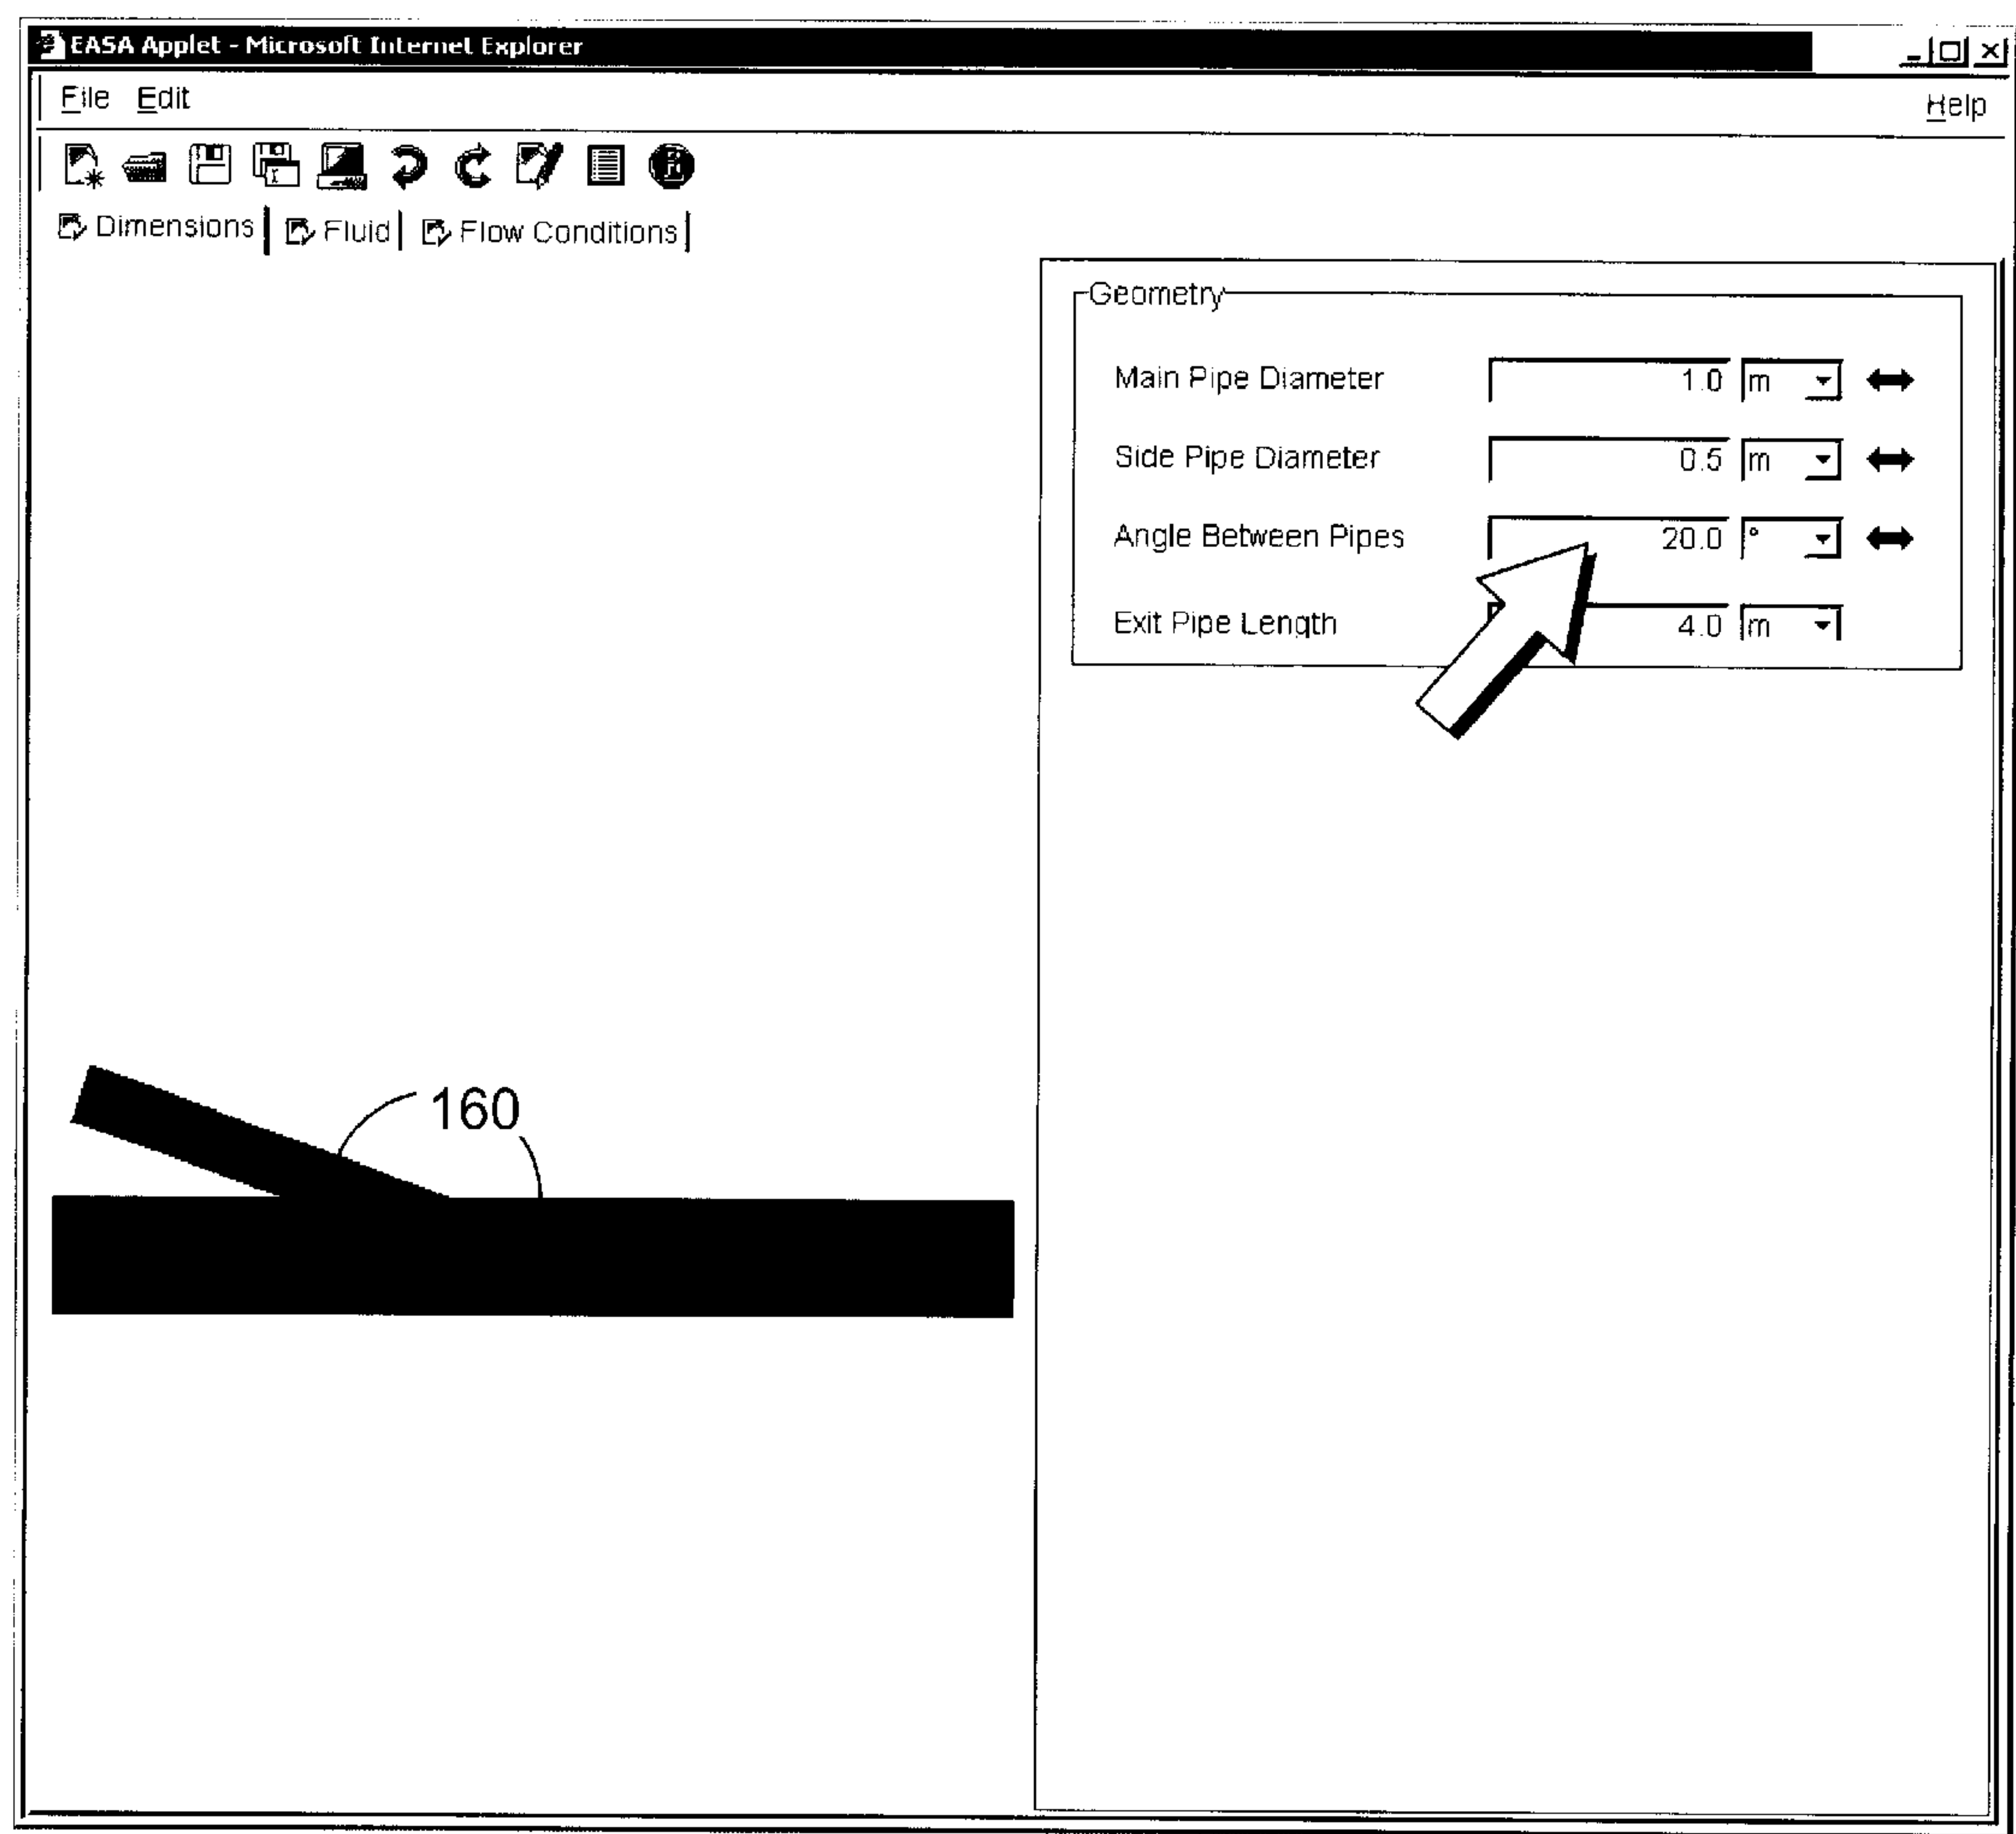 EASA Applet - Microsoft Internet Explorer
File Edit Help
Dimensions Fluid Flow Conditions
Geometry
Main Pipe Diameter 1.0 m
Side Pipe Diameter 0.5 m
Angle Between Pipes 20.0 °
Exit Pipe Length 4.0 m
160